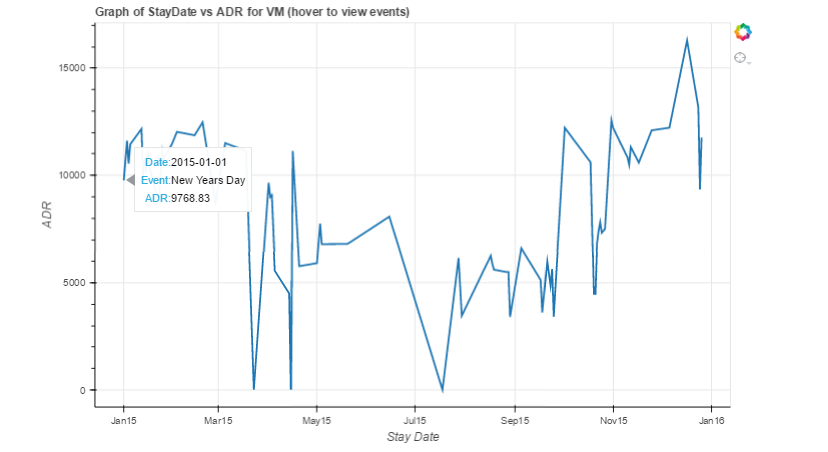 Graph of StayDate vs ADR for VM (hover to view events)
15000
10000
5000
0
ADR
Date:2015-01-01
Event:New Years Day
ADR:9768.83
Jan15 Mar15 May15 Jul15 Sep15 Nov15 Jan16
Stay Date